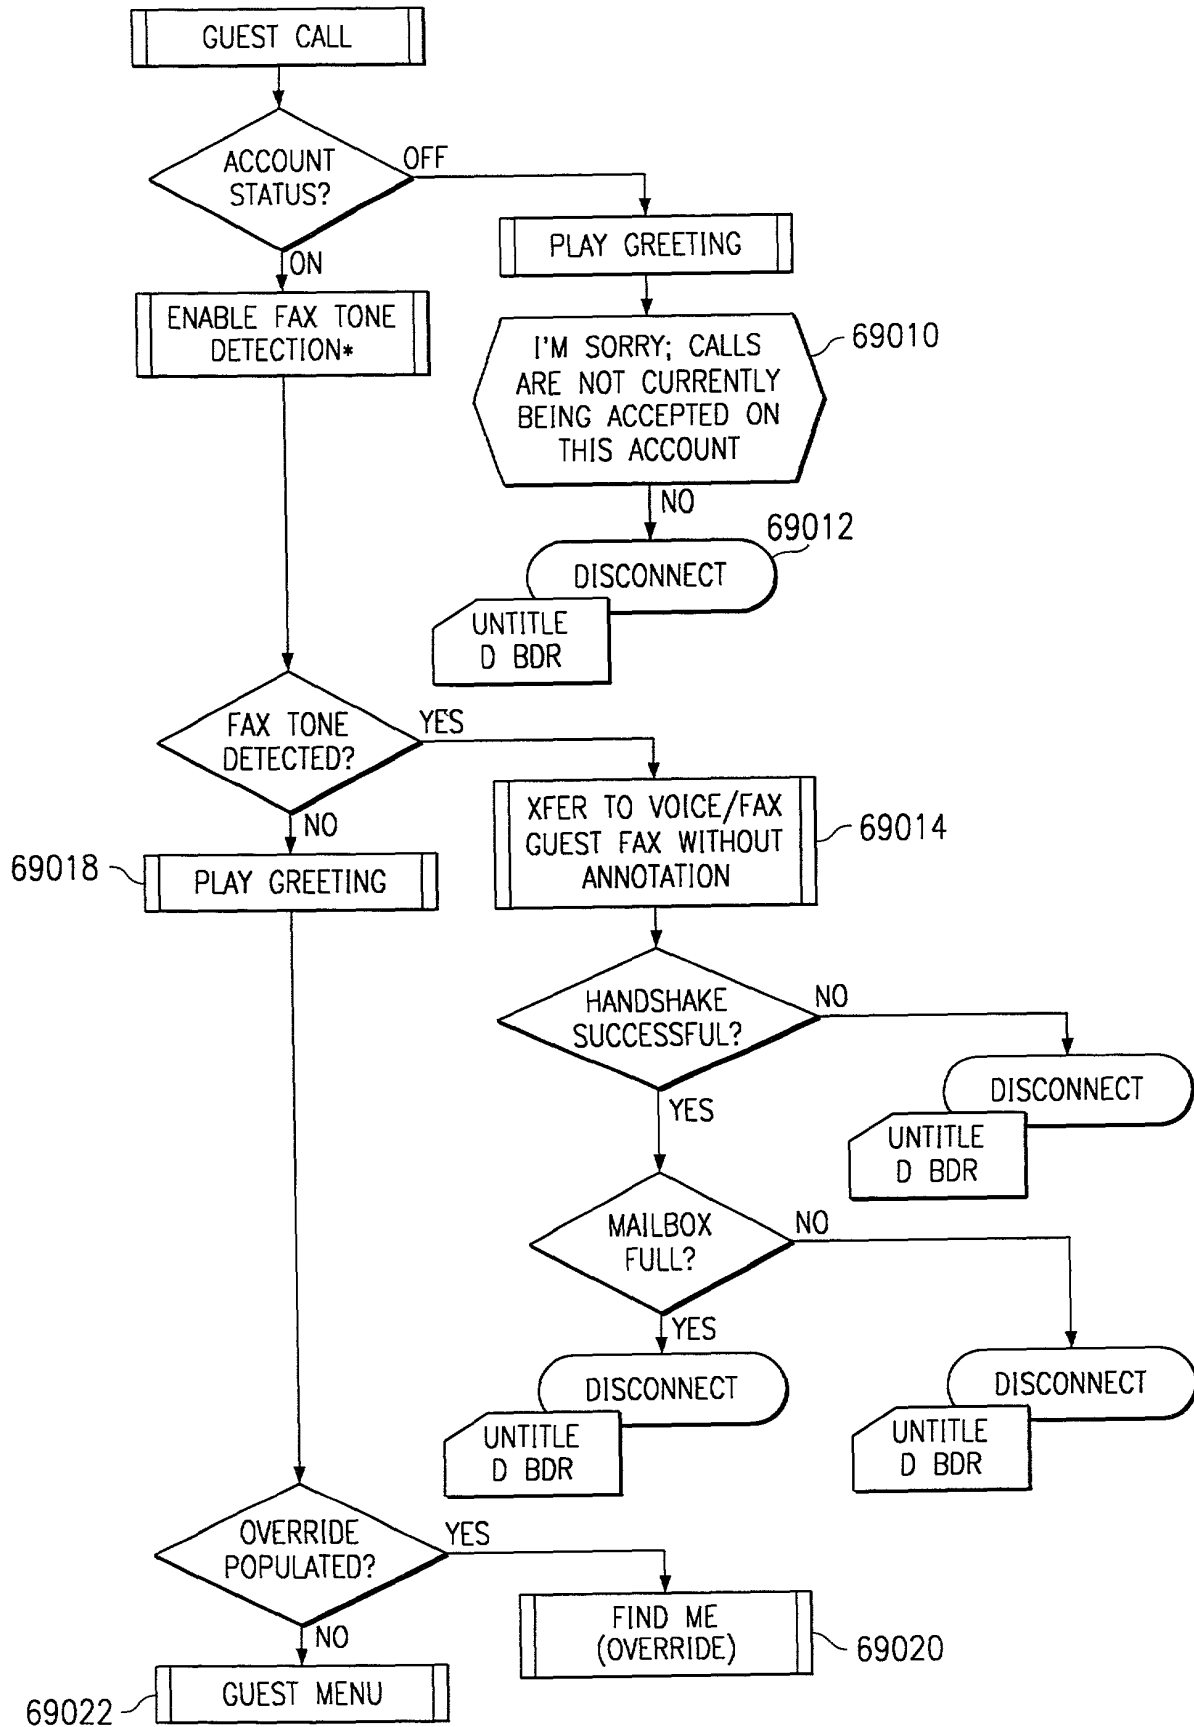 GUEST CALL
ACCOUNT
STATUS?
OFF
ON
PLAY GREETING
ENABLE FAX TONE
DETECTION*
I'M SORRY; CALLS
ARE NOT CURRENTLY
BEING ACCEPTED ON
THIS ACCOUNT
69010
NO
69012
DISCONNECT
UNTITLE
D BDR
FAX TONE
DETECTED?
YES
NO
XFER TO VOICE/FAX
GUEST FAX WITHOUT
ANNOTATION
69014
69018
PLAY GREETING
HANDSHAKE
SUCCESSFUL?
NO
YES
DISCONNECT
UNTITLE
D BDR
MAILBOX
FULL?
NO
YES
DISCONNECT
UNTITLE
D BDR
DISCONNECT
UNTITLE
D BDR
OVERRIDE
POPULATED?
YES
NO
FIND ME
(OVERRIDE)
69020
GUEST MENU
69022